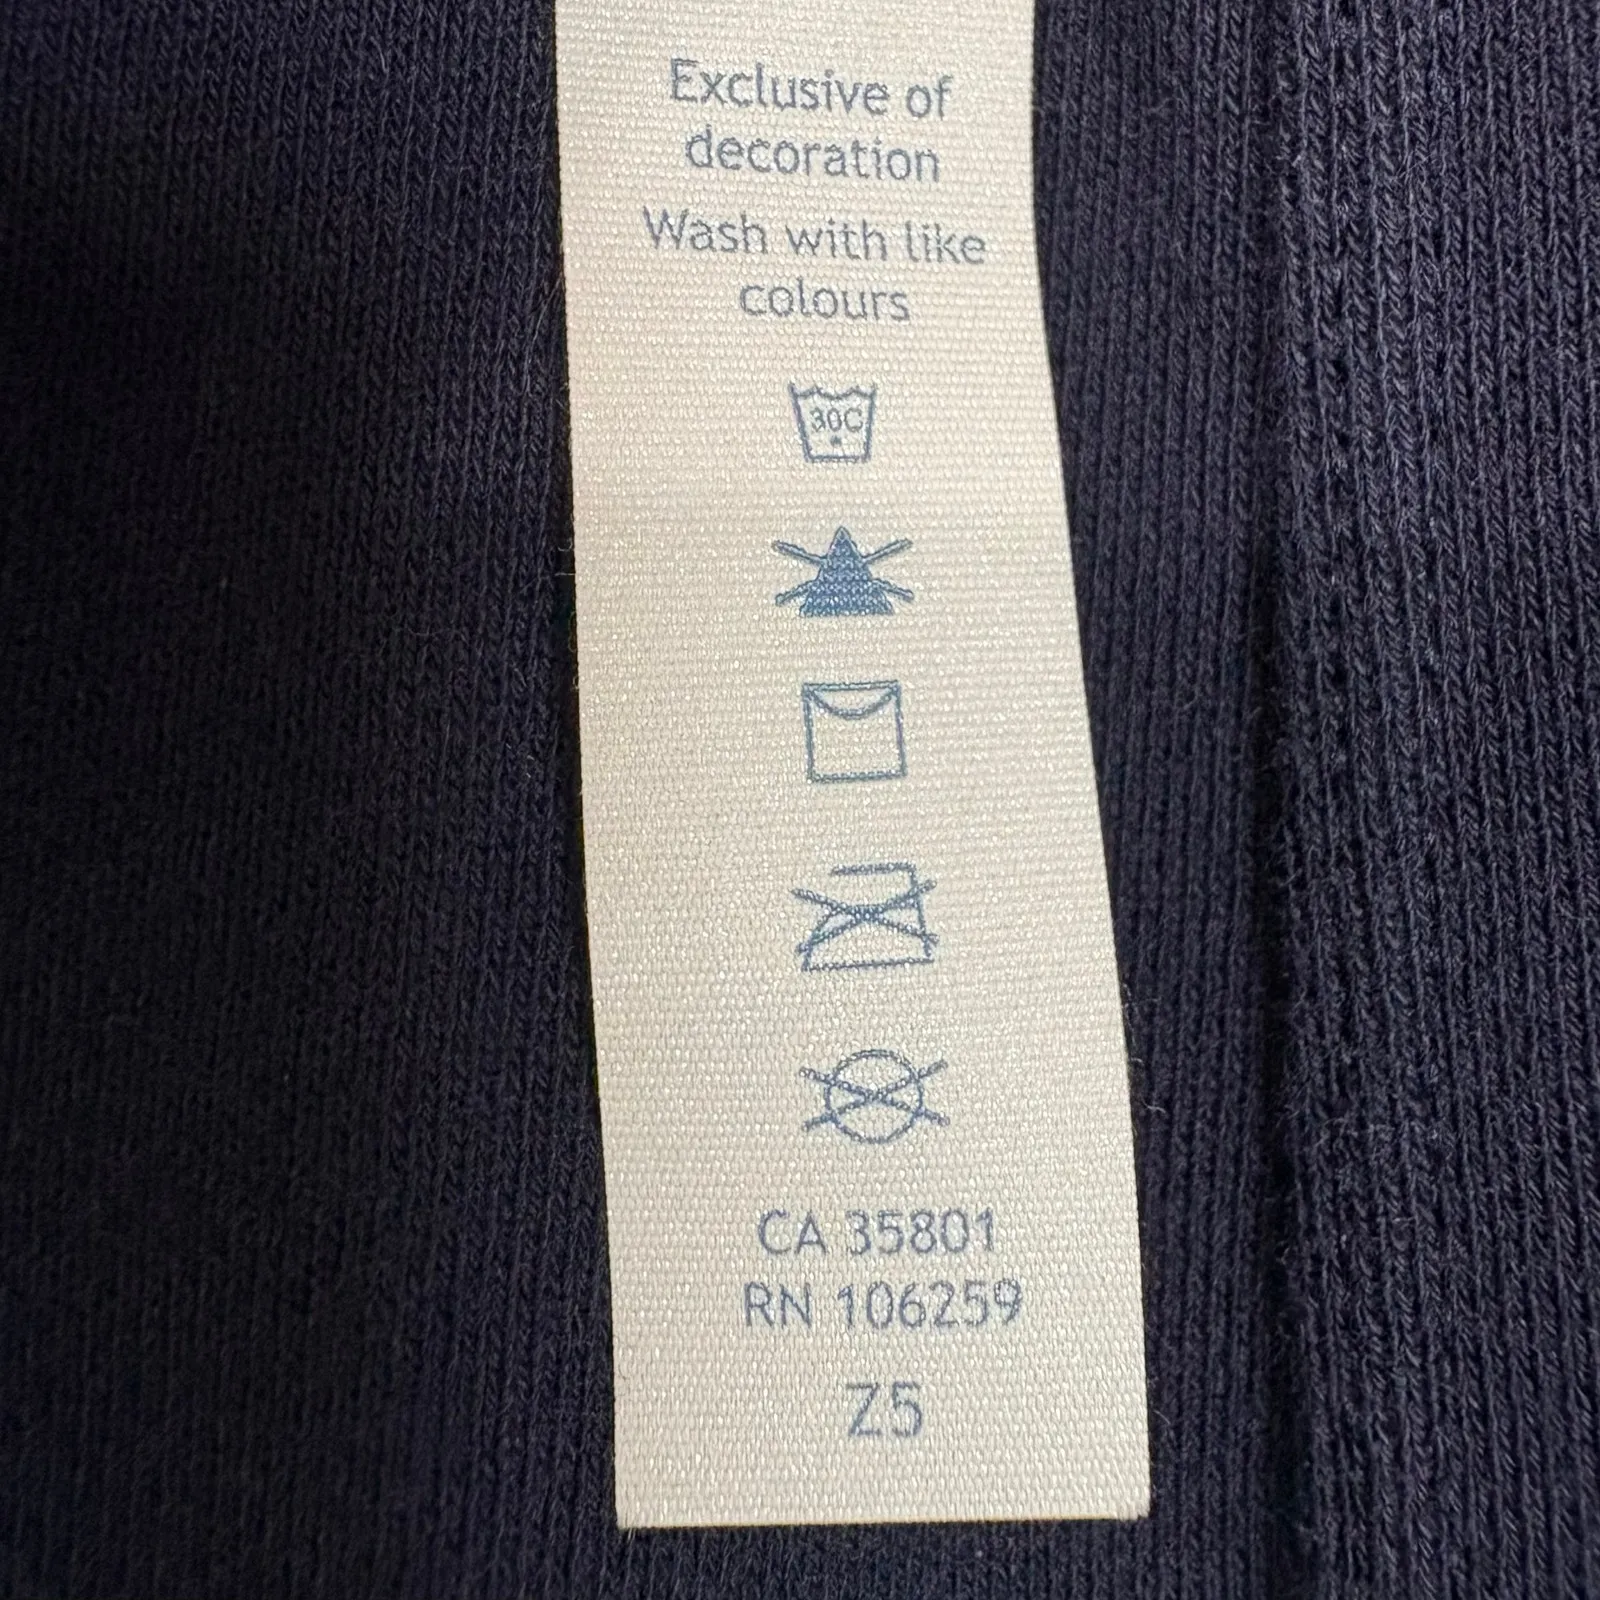 Exclusive of
decoration
Wash with like
colours
30C
CA 35801
RN 106259
Z5